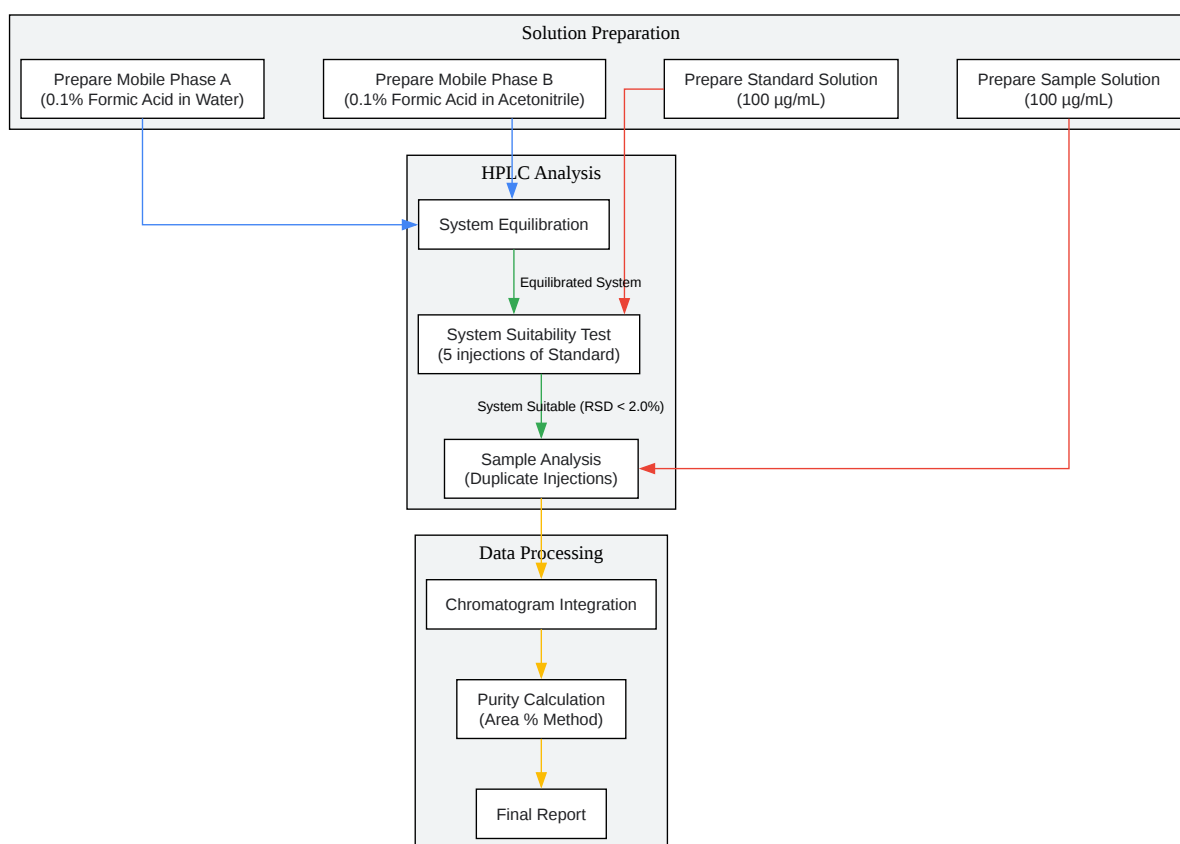 Solution Preparation
Prepare Mobile Phase A
(0.1% Formic Acid in Water)
Prepare Mobile Phase B
(0.1% Formic Acid in Acetonitrile)
Prepare Standard Solution
(100 µg/mL)
Prepare Sample Solution
(100 µg/mL)
HPLC Analysis
System Equilibration
Equilibrated System
System Suitability Test
(5 injections of Standard)
System Suitable (RSD < 2.0%)
Sample Analysis
(Duplicate Injections)
Data Processing
Chromatogram Integration
Purity Calculation
(Area % Method)
Final Report